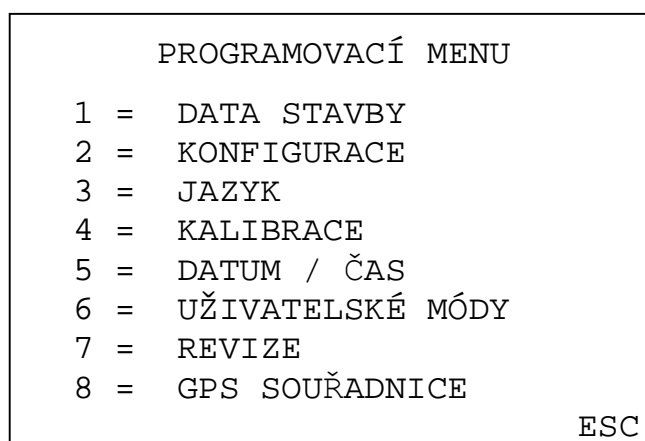 PROGRAMOVACÍ MENU
1 = DATA STAVBY
2 = KONFIGURACE
3 = JAZYK
4 = KALIBRACE
5 = DATUM / ČAS
6 = UŽIVATELSKÉ MÓDY
7 = REVIZE
8 = GPS SOUŘADNICE
ESC